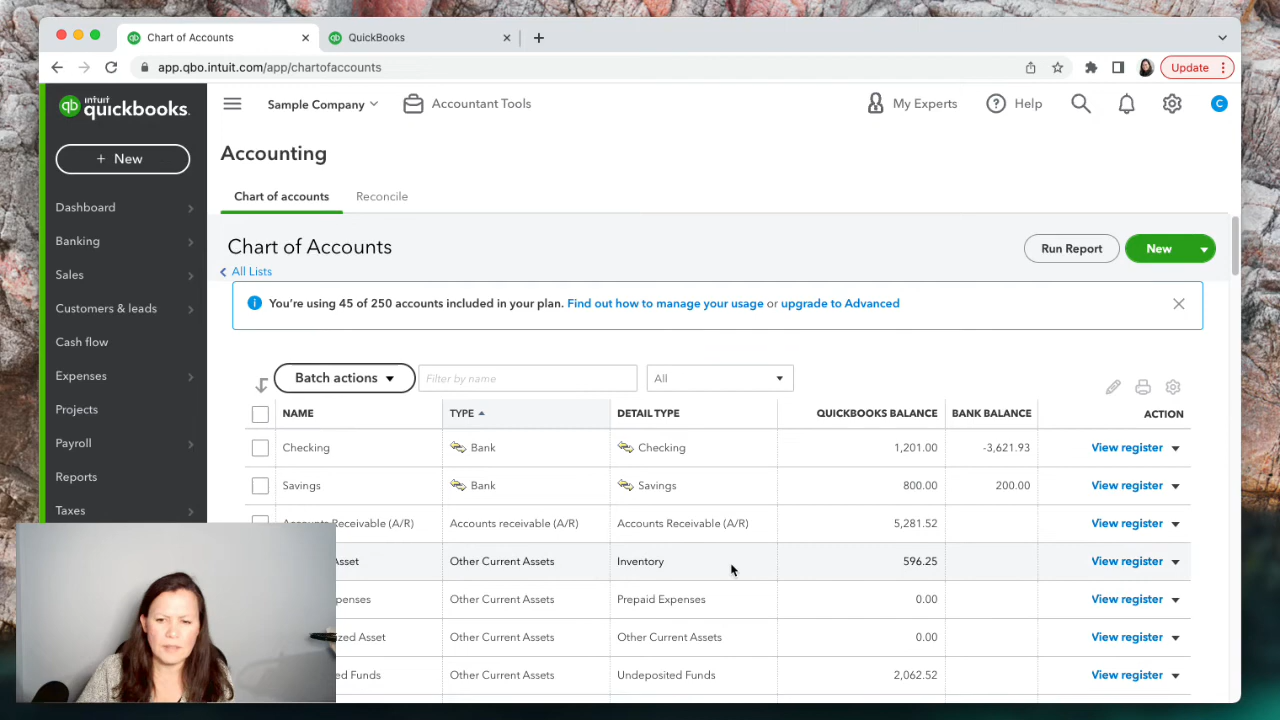 Chart of Accounts
QuickBooks
app.qbo.intuit.com/app/chartofaccounts
Update
intuit quickbooks.
Sample Company
Accountant Tools
My Experts
Help
C
+ New
Dashboard
Banking
Sales
Customers & leads
Cash flow
Expenses
Projects
Payroll
Reports
Taxes
Accounting
Chart of accounts
Reconcile
Chart of Accounts
All Lists
Run Report
New
You're using 45 of 250 accounts included in your plan. Find out how to manage your usage or upgrade to Advanced
Batch actions
Filter by name
All
NAME TYPE DETAIL TYPE QUICKBOOKS BALANCE BANK BALANCE ACTION
Checking Bank Checking 1,201.00 -3,621.93 View register
Savings Bank Savings 800.00 200.00 View register
Accounts Receivable (A/R) Accounts receivable (A/R) Accounts Receivable (A/R) 5,281.52 View register
Asset Other Current Assets Inventory 596.25 View register
Other Current Assets Prepaid Expenses 0.00 View register
Asset Other Current Assets Other Current Assets 0.00 View register
Funds Other Current Assets Undeposited Funds 2,062.52 View register